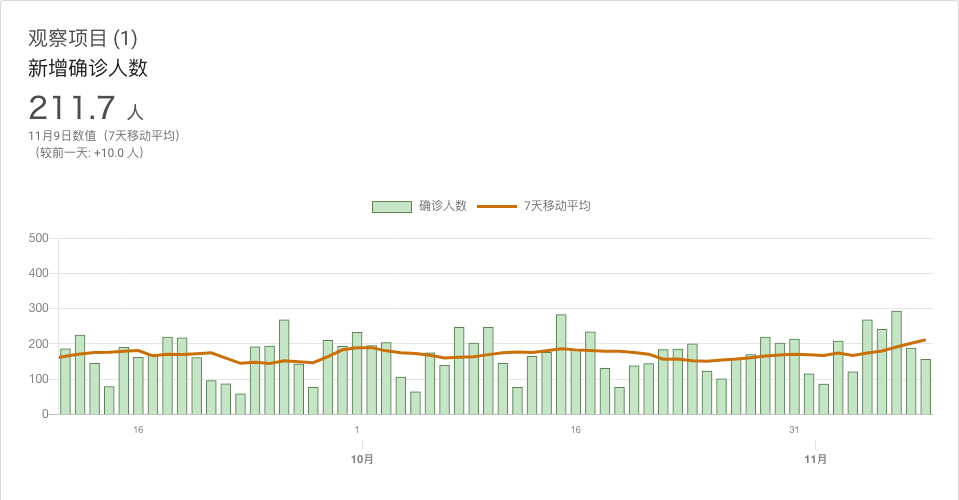 观察项目 (1)
新增确诊人数
211.7 人
11月9日数值（7天移动平均）
（较前一天: +10.0 人）
确诊人数 7天移动平均
500
400
300
200
100
0
16 1 16 31
10月 11月